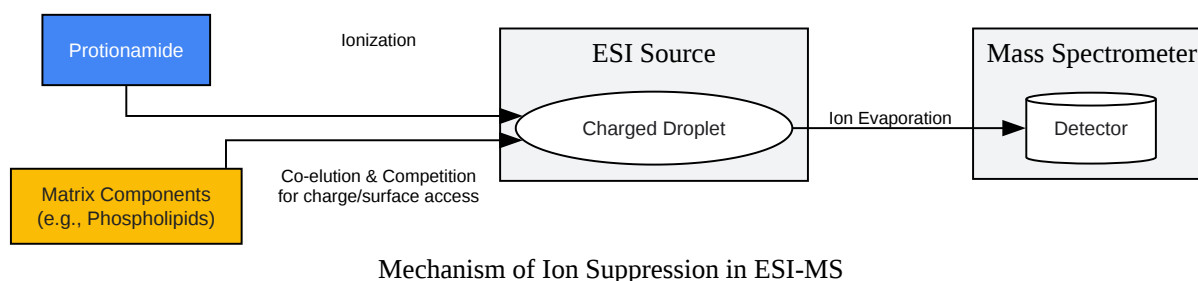 Protionamide
Ionization
ESI Source
Mass Spectrometer
Charged Droplet
Ion Evaporation
Detector
Matrix Components
(e.g., Phospholipids)
Co-elution & Competition
for charge/surface access
Mechanism of Ion Suppression in ESI-MS